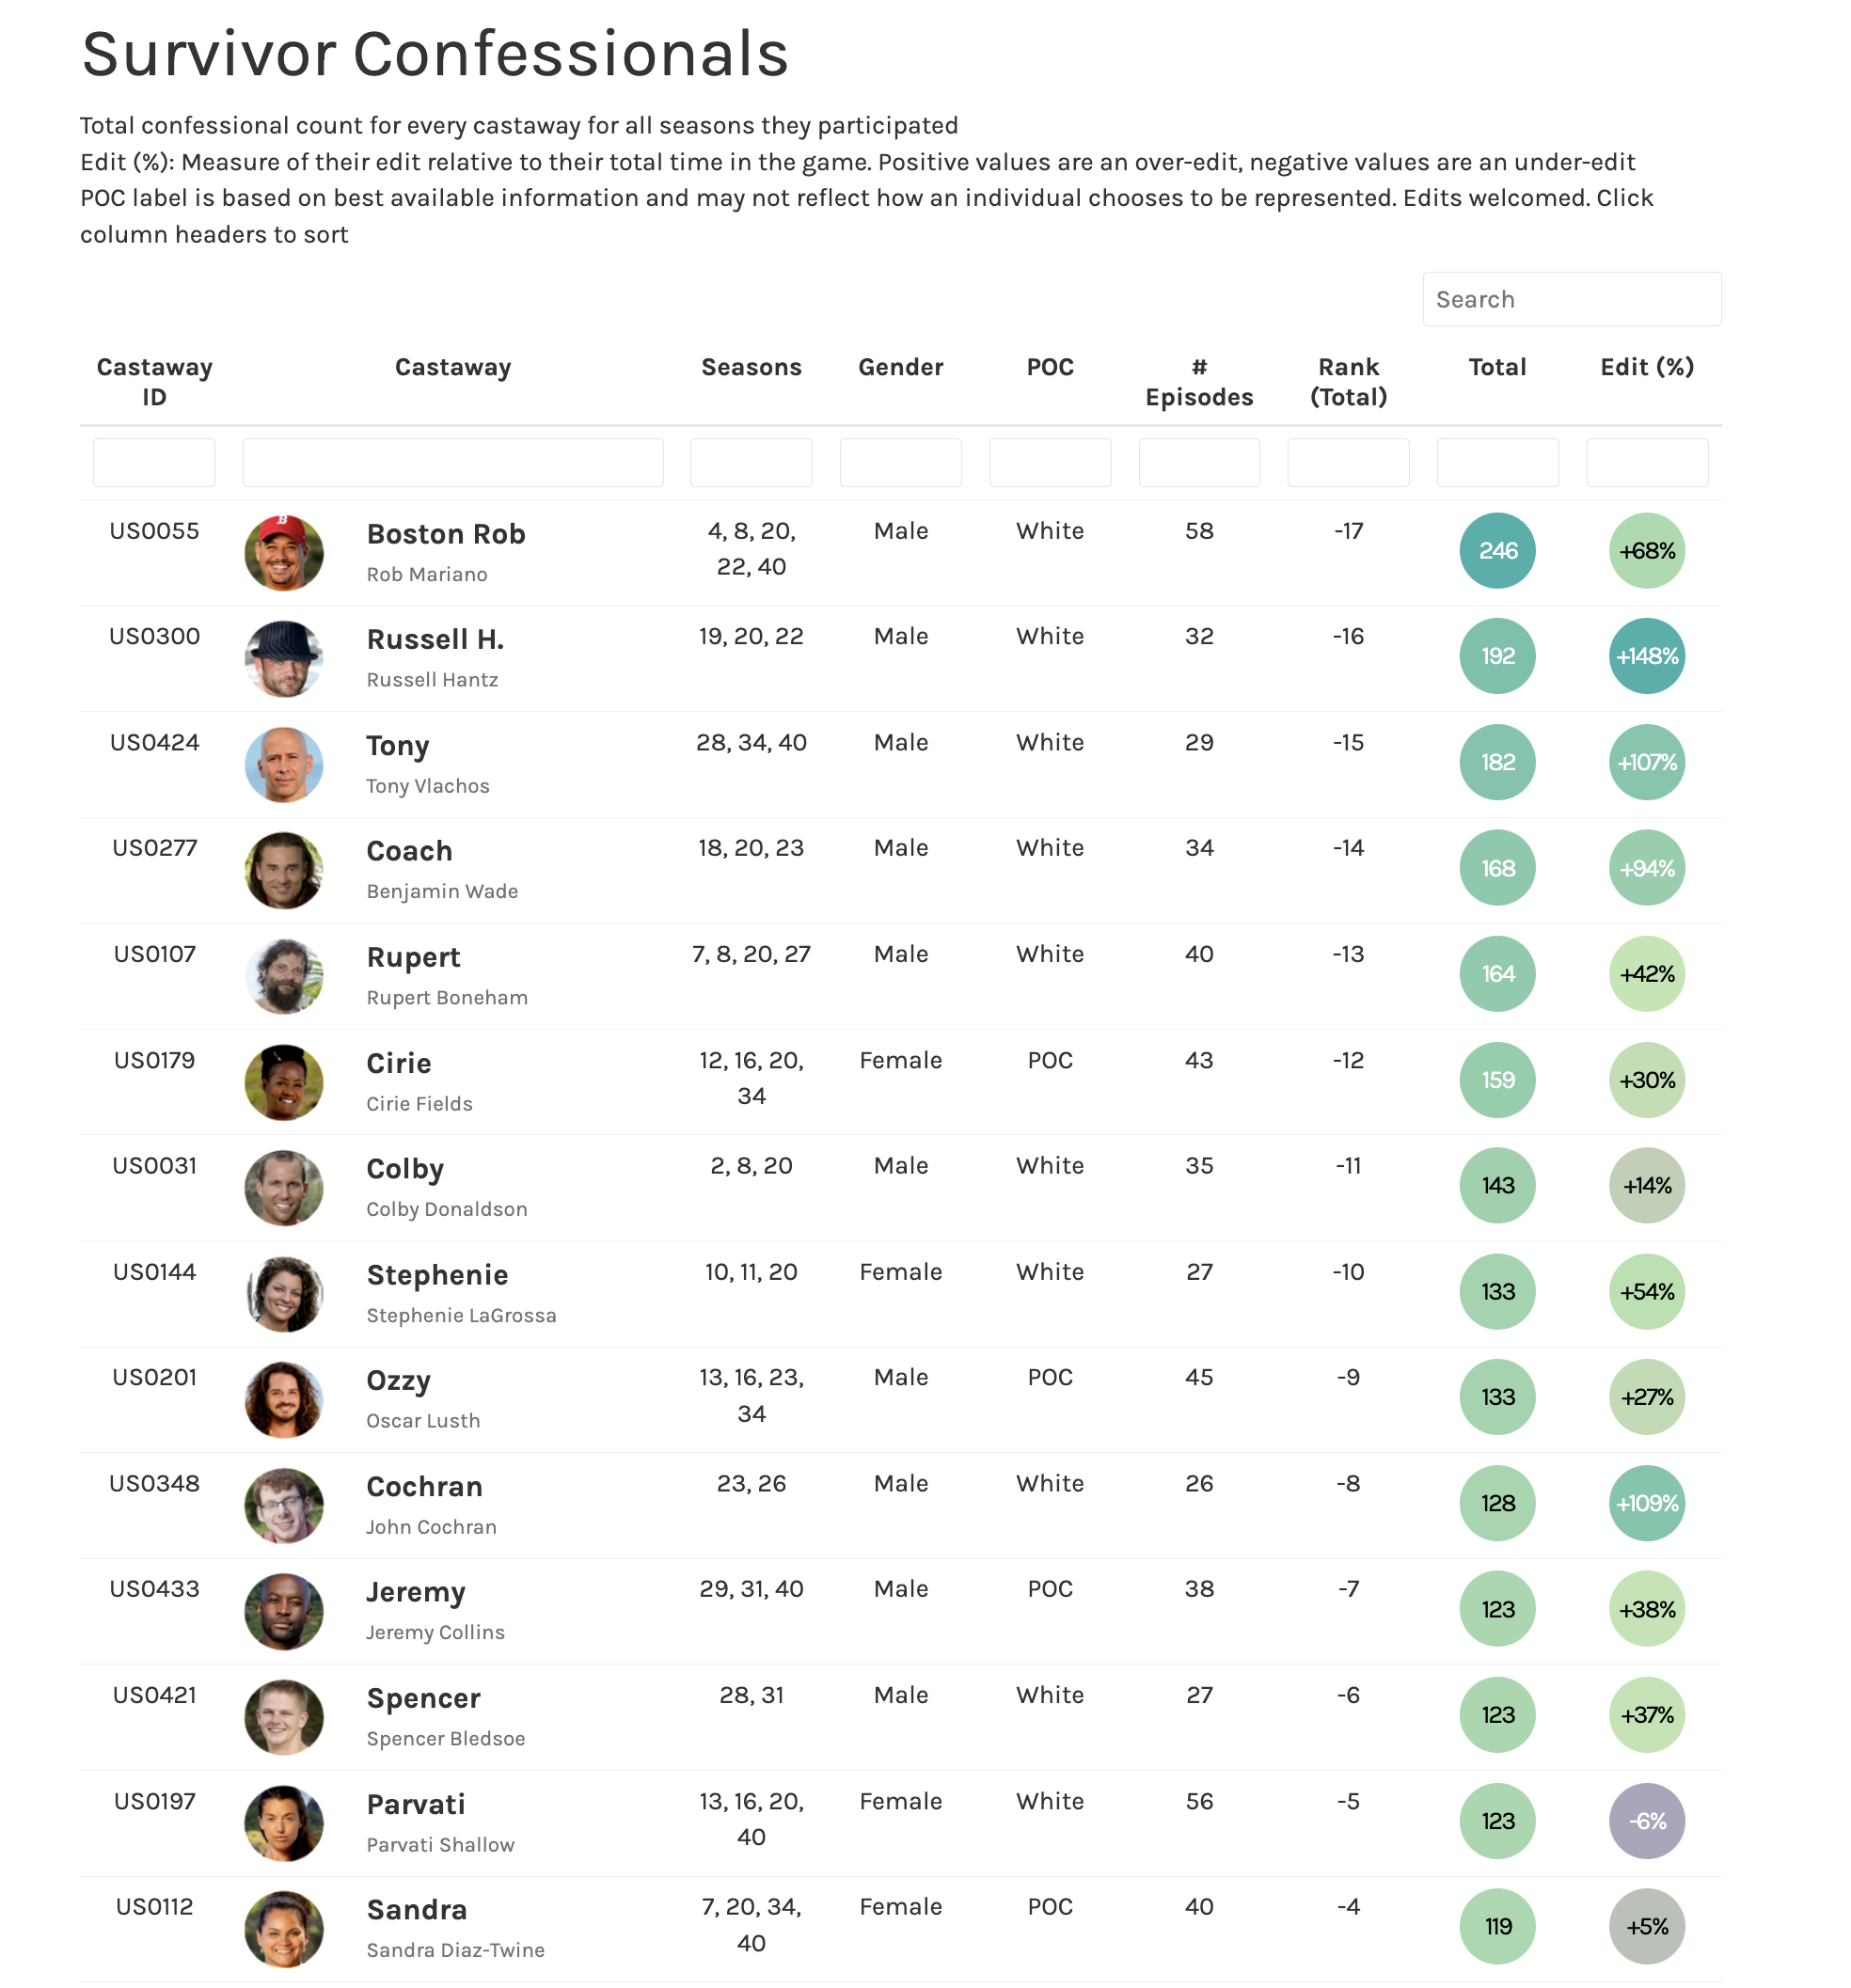 Survivor Confessionals
Total confessional count for every castaway for all seasons they participated
Edit (%): Measure of their edit relative to their total time in the game. Positive values are an over-edit, negative values are an under-edit
POC label is based on best available information and may not reflect how an individual chooses to be represented. Edits welcomed. Click
column headers to sort
Search
Castaway ID Castaway Seasons Gender POC # Episodes Rank (Total) Total Edit (%)
B
US0055 Boston Rob 4, 8, 20, Male White 58 -17 246 +68%
Rob Mariano 22, 40
US0300 Russell H. 19, 20, 22 Male White 32 -16 192 +148%
Russell Hantz
US0424 Tony 28, 34, 40 Male White 29 -15 182 +107%
Tony Vlachos
US0277 Coach 18, 20, 23 Male White 34 -14 168 +94%
Benjamin Wade
US0107 Rupert 7, 8, 20, 27 Male White 40 -13 164 +42%
Rupert Boneham
US0179 Cirie 12, 16, 20, Female POC 43 -12 159 +30%
Cirie Fields 34
US0031 Colby 2, 8, 20 Male White 35 -11 143 +14%
Colby Donaldson
US0144 Stephenie 10, 11, 20 Female White 27 -10 133 +54%
Stephenie LaGrossa
US0201 Ozzy 13, 16, 23, Male POC 45 -9 133 +27%
Oscar Lusth 34
US0348 Cochran 23, 26 Male White 26 -8 128 +109%
John Cochran
US0433 Jeremy 29, 31, 40 Male POC 38 -7 123 +38%
Jeremy Collins
US0421 Spencer 28, 31 Male White 27 -6 123 +37%
Spencer Bledsoe
US0197 Parvati 13, 16, 20, Female White 56 -5 123 -6%
Parvati Shallow 40
US0112 Sandra 7, 20, 34, Female POC 40 -4 119 +5%
Sandra Diaz-Twine 40